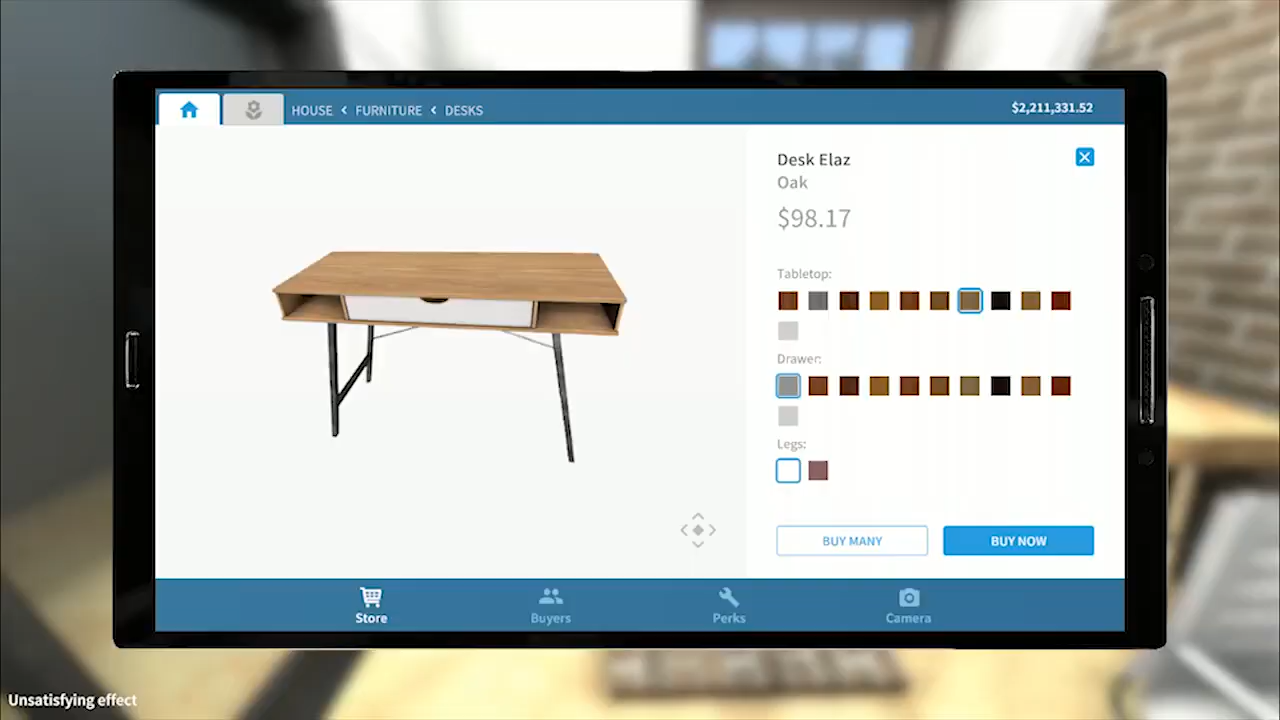 HOUSE < FURNITURE < DESKS
$2,211,331.52
Desk Elaz
Oak
$98.17
Tabletop:
Drawer:
Legs:
BUY MANY
BUY NOW
Store
Buyers
Perks
Camera
Unsatisfying effect